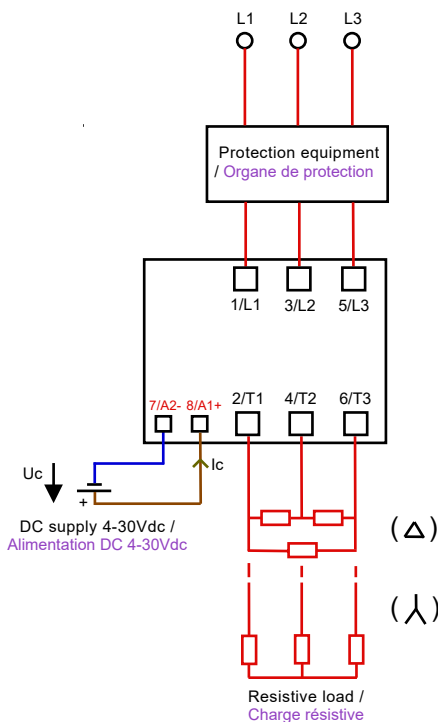 L1 L2 L3
Protection equipment
/ Organe de protection
1/L1 3/L2 5/L3
7/A2- 8/A1+ 2/T1 4/T2 6/T3
Uc
Ic
+
DC supply 4-30Vdc /
Alimentation DC 4-30Vdc
Resistive load /
Charge résistive